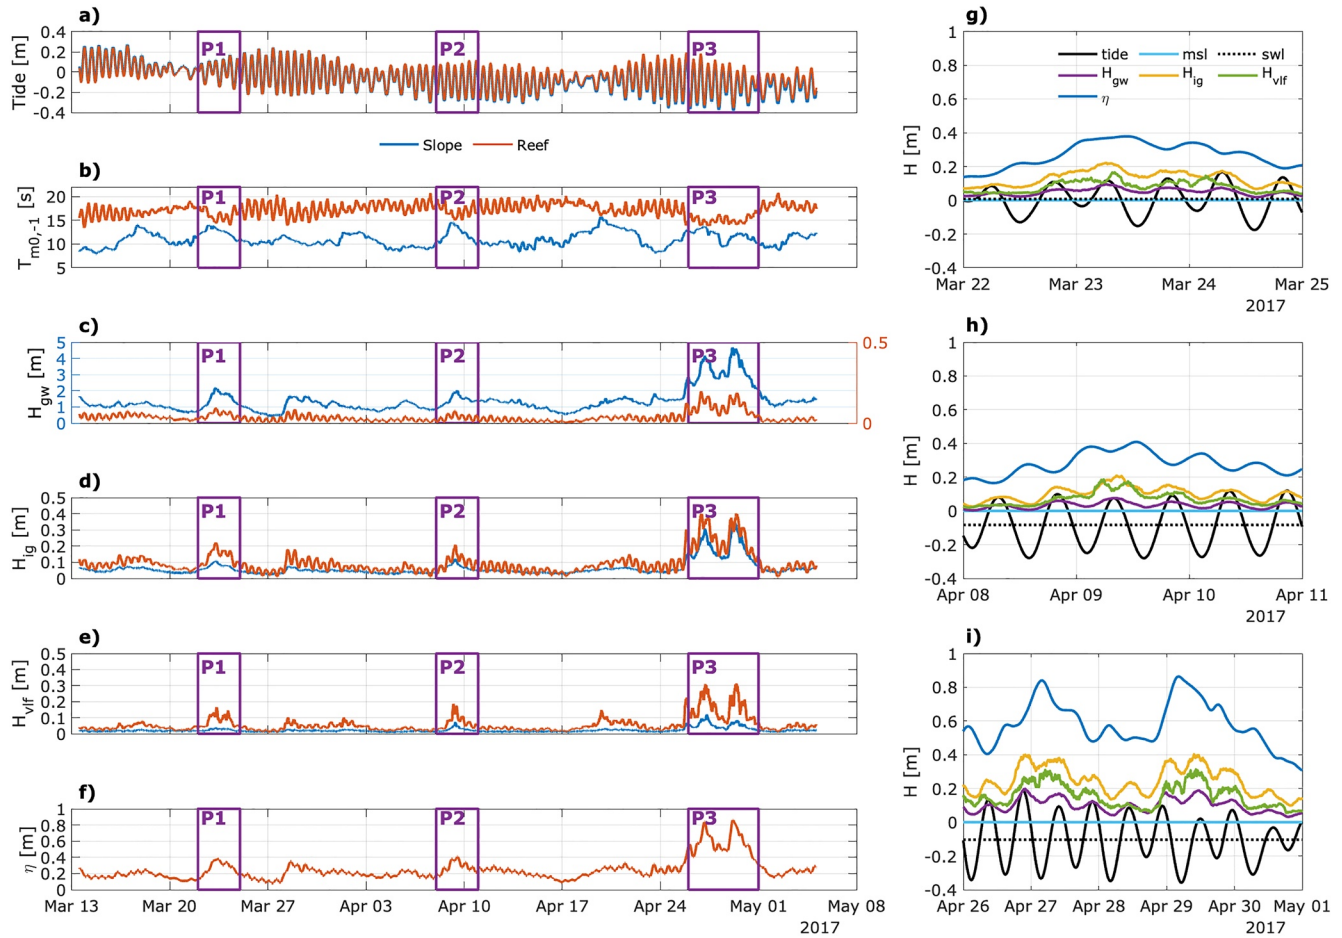 a)
Tide [m]
0.4
0.2
0
-0.2
-0.4
P1
P2
P3
Slope
Reef
b)
T_m0,-1 [s]
20
15
10
5
P1
P2
P3
c)
H_gw [m]
5
4
3
2
1
0
0.5
0
P1
P2
P3
d)
H_ig [m]
0.5
0.4
0.3
0.2
0.1
0
P1
P2
P3
e)
H_vlf [m]
0.5
0.4
0.3
0.2
0.1
0
P1
P2
P3
f)
η [m]
1
0.8
0.6
0.4
0.2
0
P1
P2
P3
Mar 13
Mar 20
Mar 27
Apr 03
Apr 10
Apr 17
Apr 24
May 01
May 08
2017
g)
H [m]
1
0.8
0.6
0.4
0.2
0
-0.2
-0.4
tide
msl
swl
H_gw
H_ig
H_vlf
η
Mar 22
Mar 23
Mar 24
Mar 25
2017
h)
H [m]
1
0.8
0.6
0.4
0.2
0
-0.2
-0.4
Apr 08
Apr 09
Apr 10
Apr 11
2017
i)
H [m]
1
0.8
0.6
0.4
0.2
0
-0.2
-0.4
Apr 26
Apr 27
Apr 28
Apr 29
Apr 30
May 01
2017